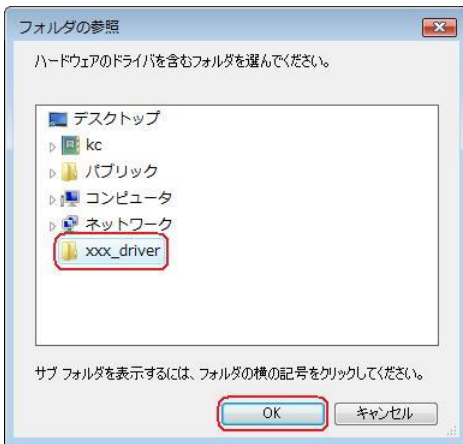 フォルダの参照
ハードウェアのドライバを含むフォルダを選んでください。
デスクトップ
kc
パブリック
コンピュータ
ネットワーク
xxx_driver
サブ フォルダを表示するには、フォルダの横の記号をクリックしてください。
OK キャンセル